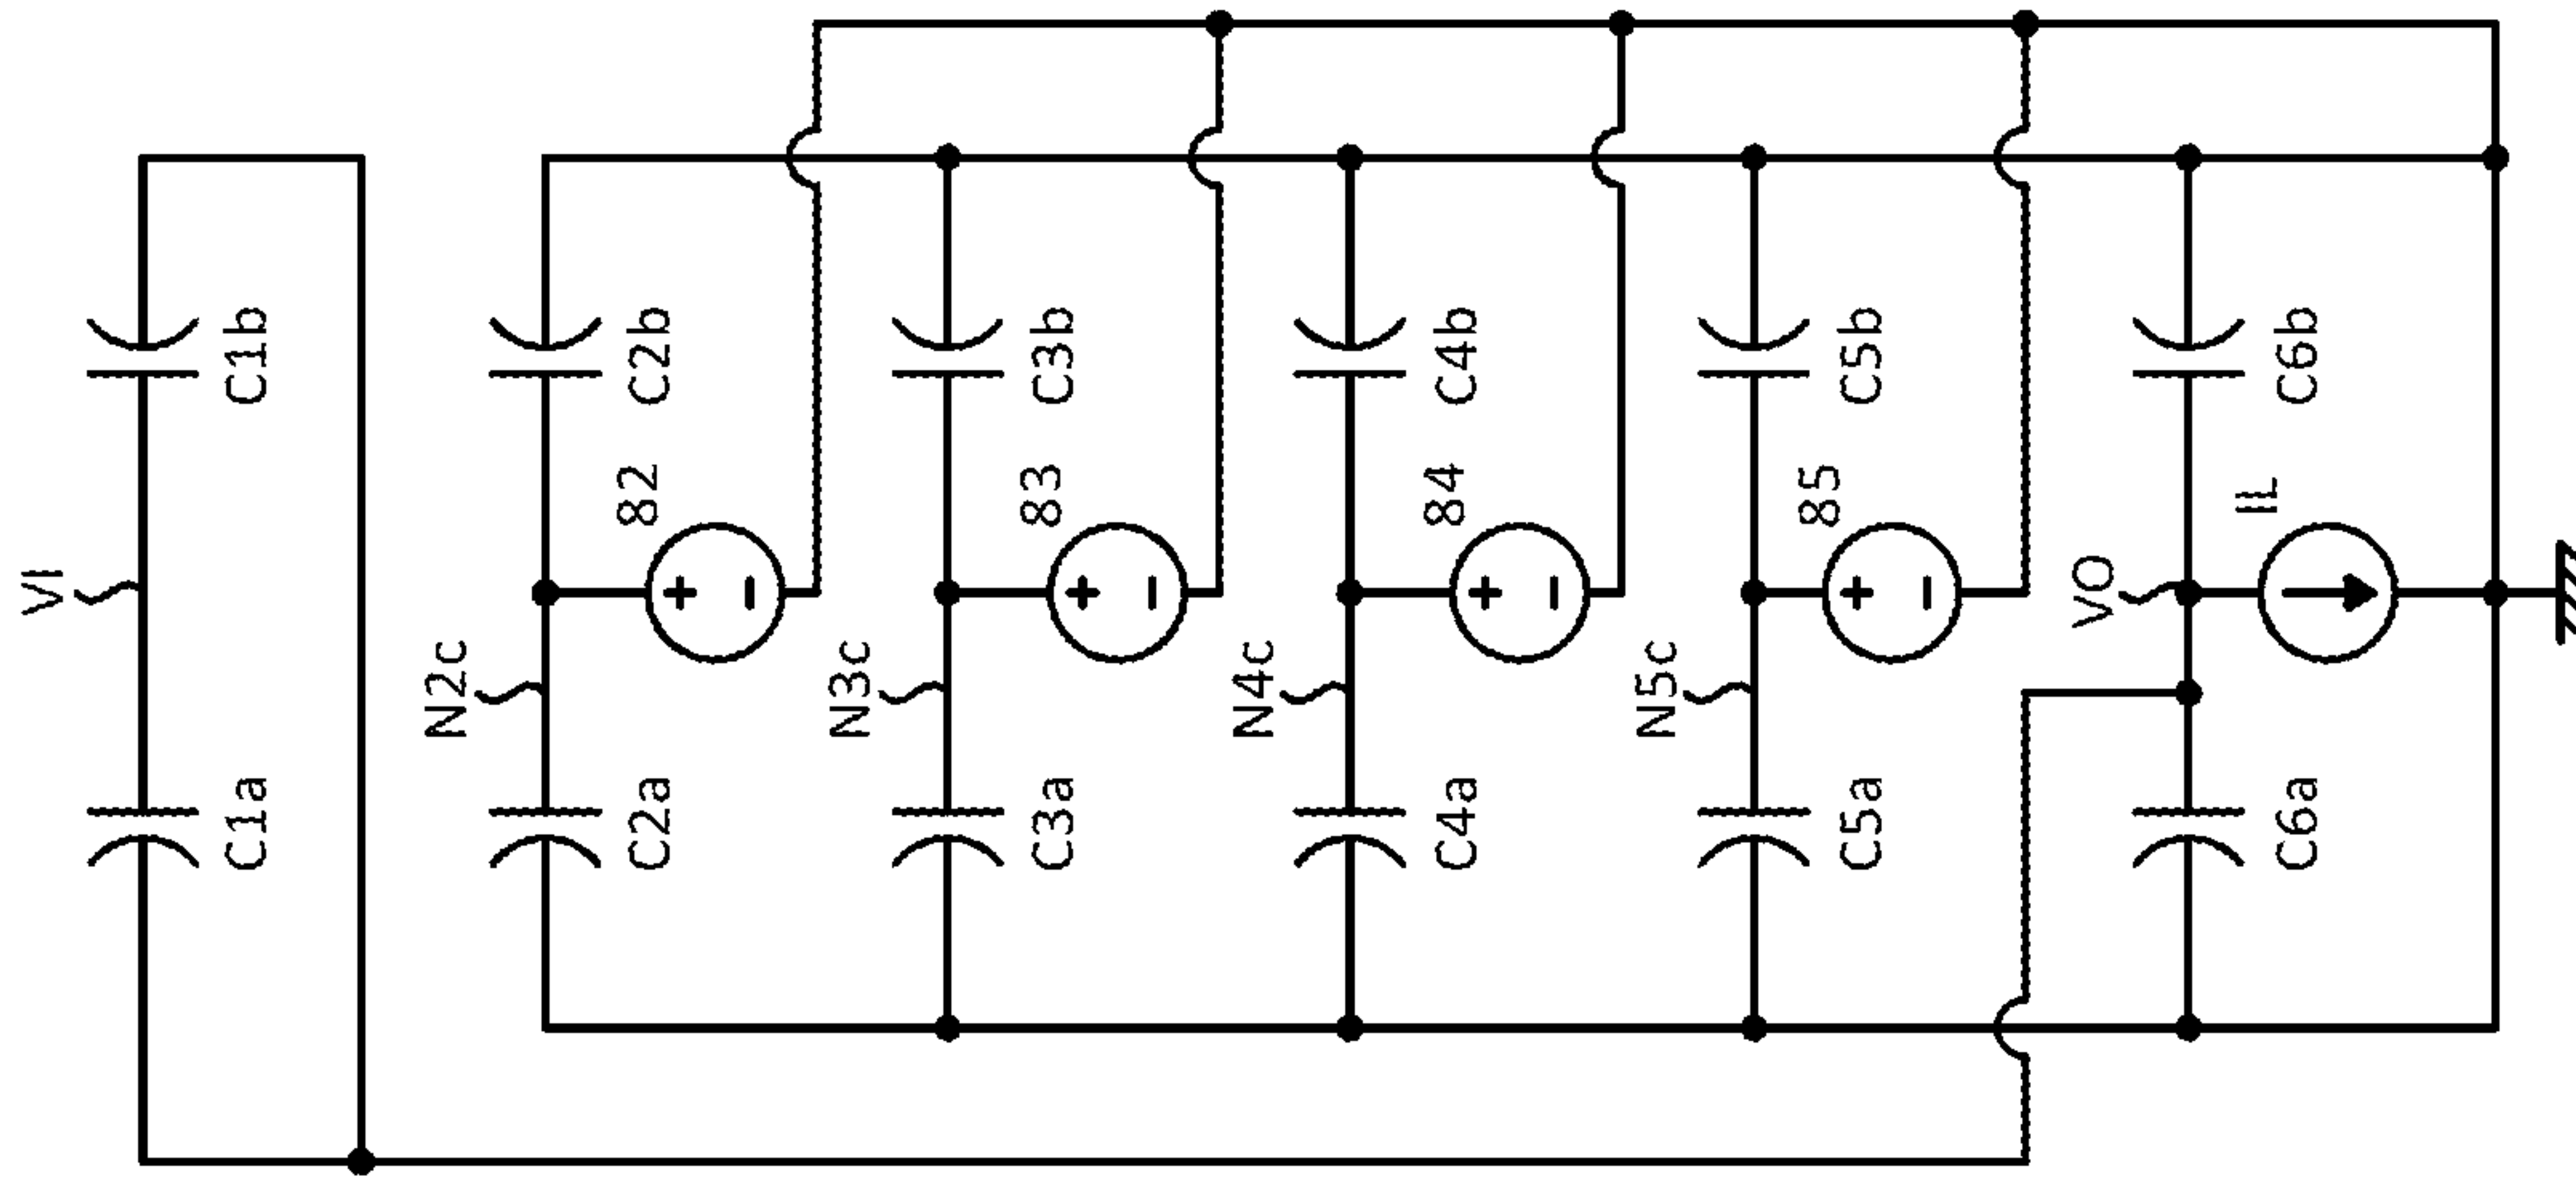 VI
C1a
C1b
N2c
C2a
C2b
82
N3c
C3a
C3b
83
N4c
C4a
C4b
84
N5c
C5a
C5b
85
VO
C6a
C6b
IL